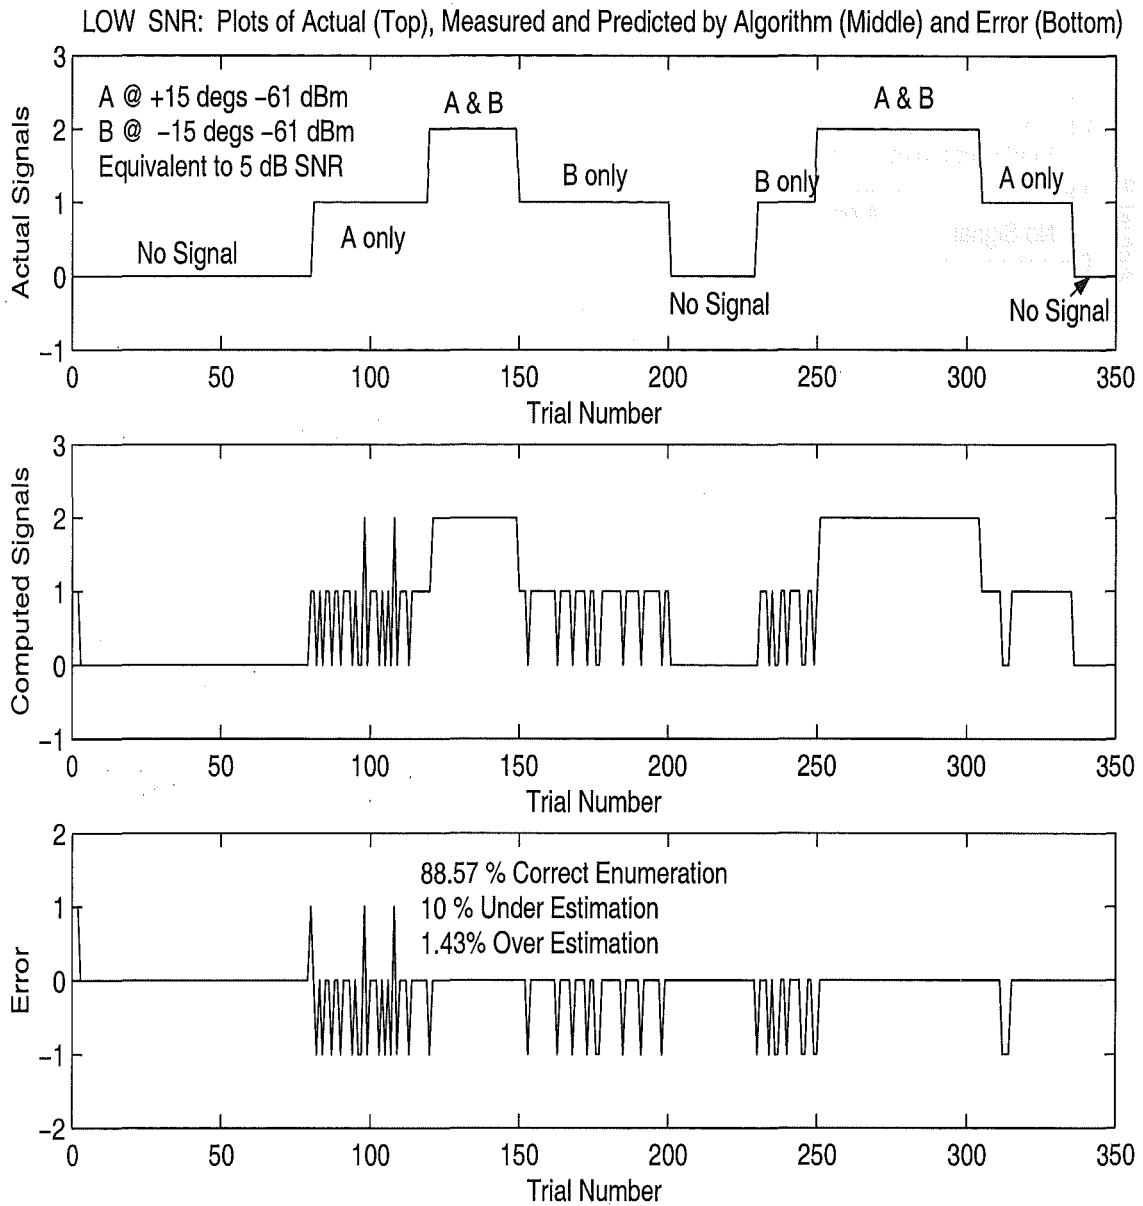 LOW SNR: Plots of Actual (Top), Measured and Predicted by Algorithm (Middle) and Error (Bottom)
Actual Signals
3
2
1
0
−1
A @ +15 degs −61 dBm
B @ −15 degs −61 dBm
Equivalent to 5 dB SNR
No Signal
A only
A & B
B only
No Signal
B only
A & B
A only
No Signal
0
50
100
150
200
250
300
350
Trial Number
Computed Signals
3
2
1
0
−1
0
50
100
150
200
250
300
350
Trial Number
Error
2
1
0
−1
−2
88.57 % Correct Enumeration
10 % Under Estimation
1.43% Over Estimation
0
50
100
150
200
250
300
350
Trial Number